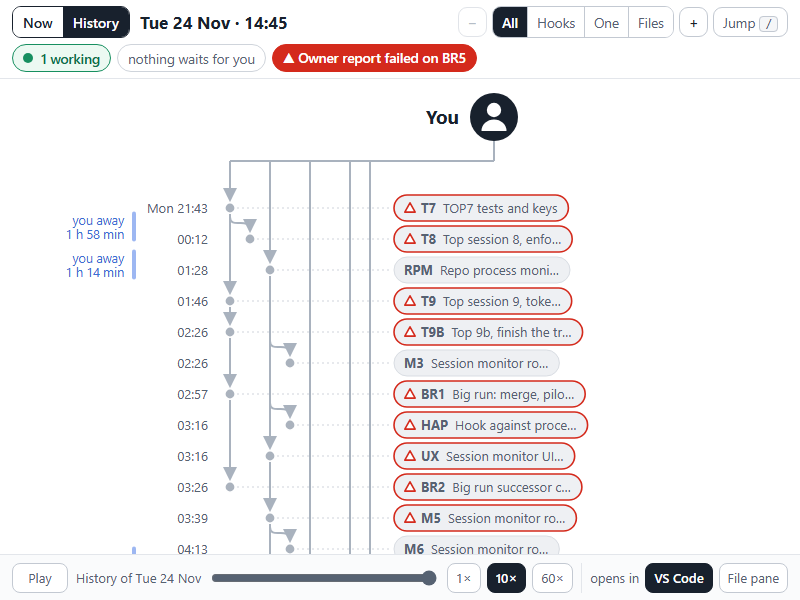 Now History Tue 24 Nov · 14:45 − All Hooks One Files + Jump /
1 working nothing waits for you Owner report failed on BR5
You
Mon 21:43 T7 TOP7 tests and keys
you away
1 h 58 min
00:12 T8 Top session 8, enfo...
you away
1 h 14 min
01:28 RPM Repo process moni...
01:46 T9 Top session 9, toke...
02:26 T9B Top 9b, finish the tr...
02:26 M3 Session monitor ro...
02:57 BR1 Big run: merge, pilo...
03:16 HAP Hook against proce...
03:16 UX Session monitor UI...
03:26 BR2 Big run successor c...
03:39 M5 Session monitor ro...
04:13 M6 Session monitor ro...
Play History of Tue 24 Nov 1× 10× 60× opens in VS Code File pane